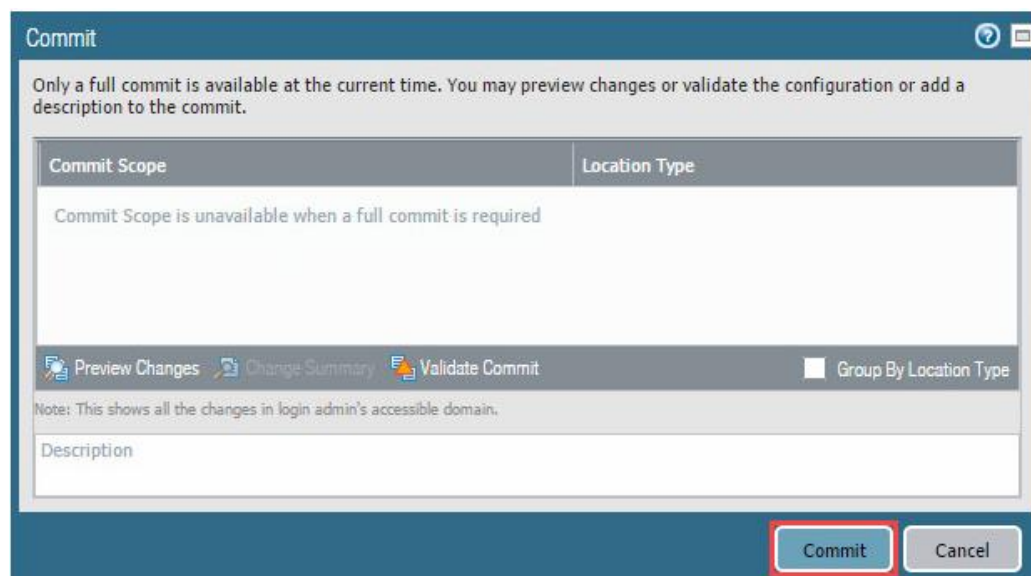 Commit
Only a full commit is available at the current time. You may preview changes or validate the configuration or add a
description to the commit.
Commit Scope
Location Type
Commit Scope is unavailable when a full commit is required
Preview Changes
Change Summary
Validate Commit
Group By Location Type
Note: This shows all the changes in login admin's accessible domain.
Description
Commit
Cancel